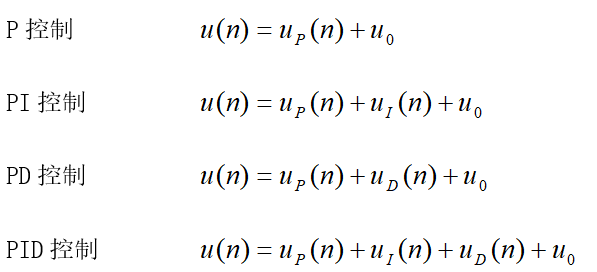 P 控制 u(n) = u_P(n) + u_0
PI 控制 u(n) = u_P(n) + u_I(n) + u_0
PD 控制 u(n) = u_P(n) + u_D(n) + u_0
PID 控制 u(n) = u_P(n) + u_I(n) + u_D(n) + u_0